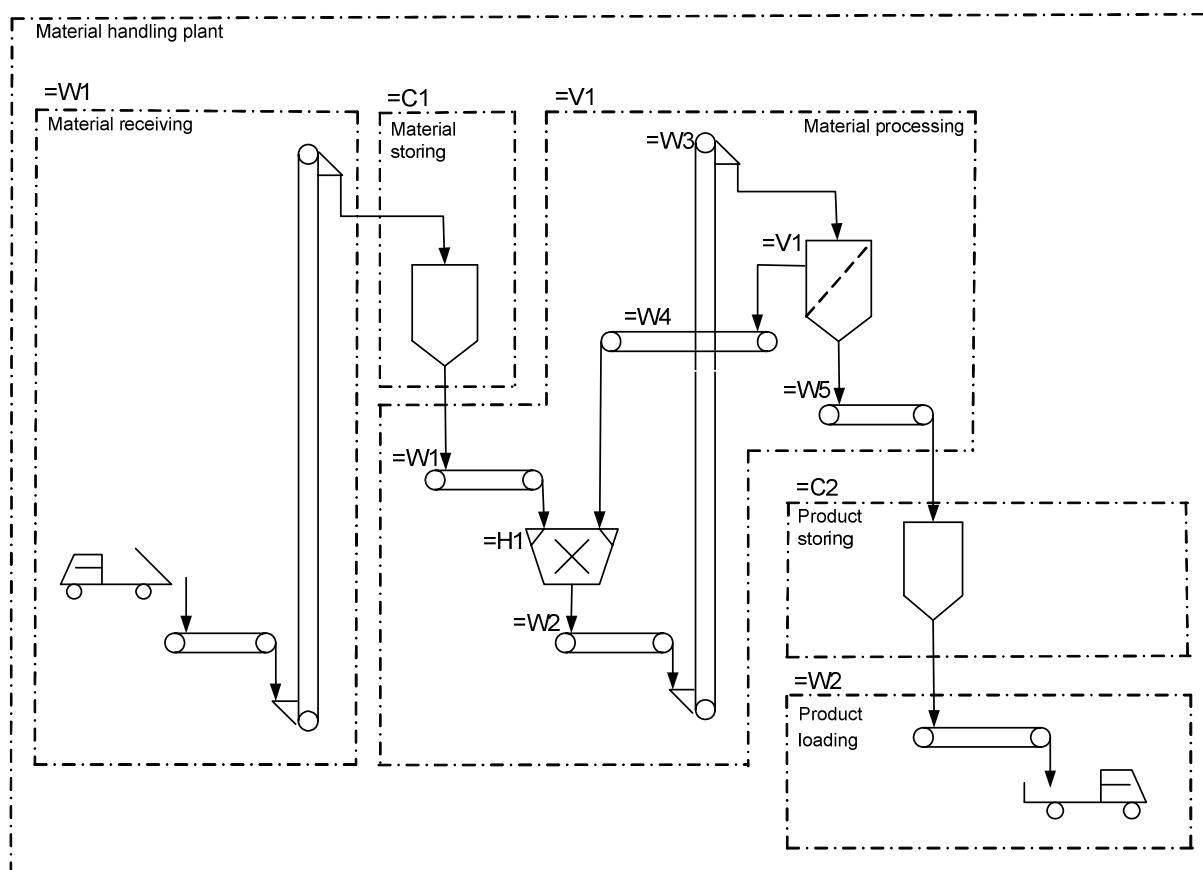 Material handling plant
=W1
Material receiving
=C1
Material
storing
=V1
Material processing
=W3
=V1
=W4
=W5
=W1
=H1
=W2
=C2
Product
storing
=W2
Product
loading